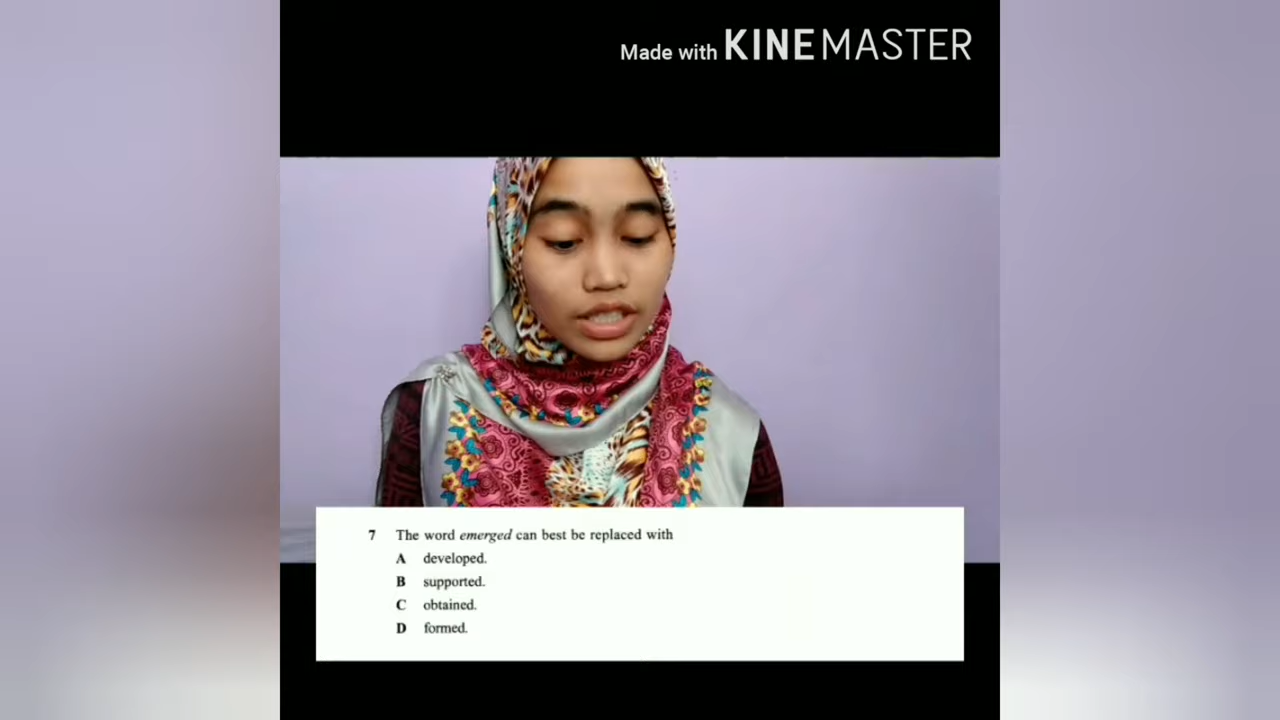 Made with KINEMASTER
7 The word emerged can best be replaced with
A developed.
B supported.
C obtained.
D formed.